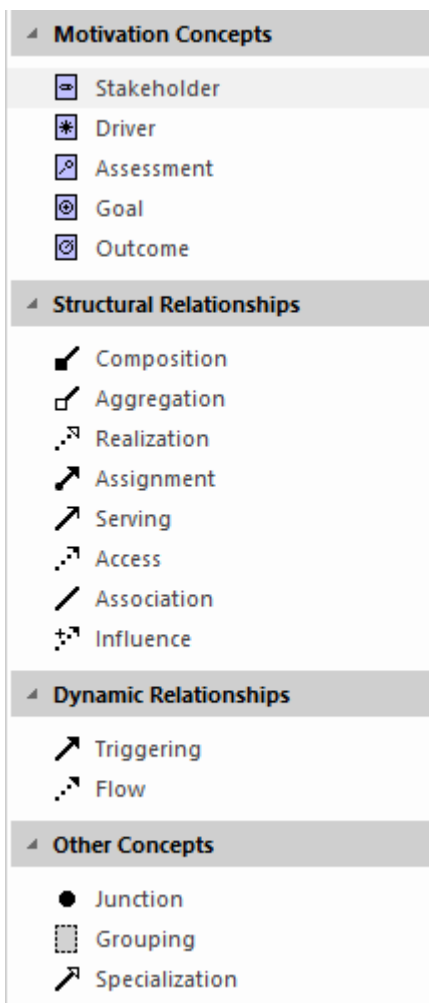 Motivation Concepts
Stakeholder
Driver
Assessment
Goal
Outcome
Structural Relationships
Composition
Aggregation
Realization
Assignment
Serving
Access
Association
Influence
Dynamic Relationships
Triggering
Flow
Other Concepts
Junction
Grouping
Specialization